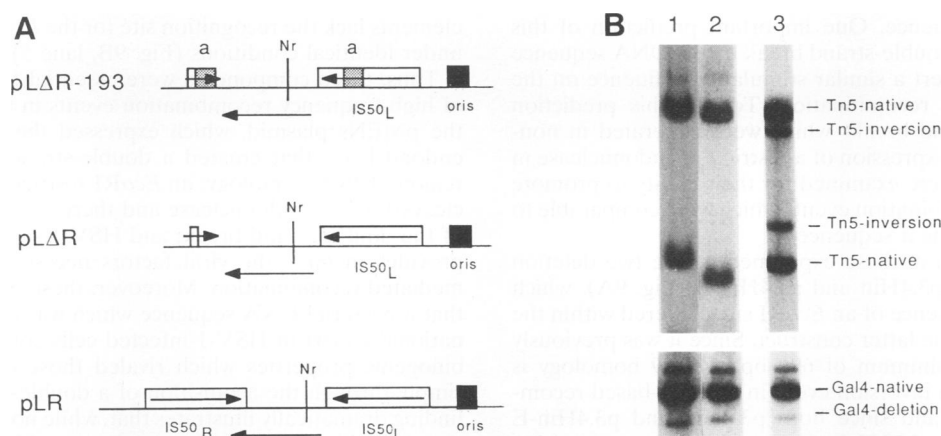 A
B
1 2 3
a Nr a
pLΔR-193
IS50L oris
Nr
pLΔR
IS50L oris
Nr
pLR
IS50R IS50L oris
Tn5-native
Tn5-inversion
Tn5-inversion
Tn5-native
Gal4-native
Gal4-deletion